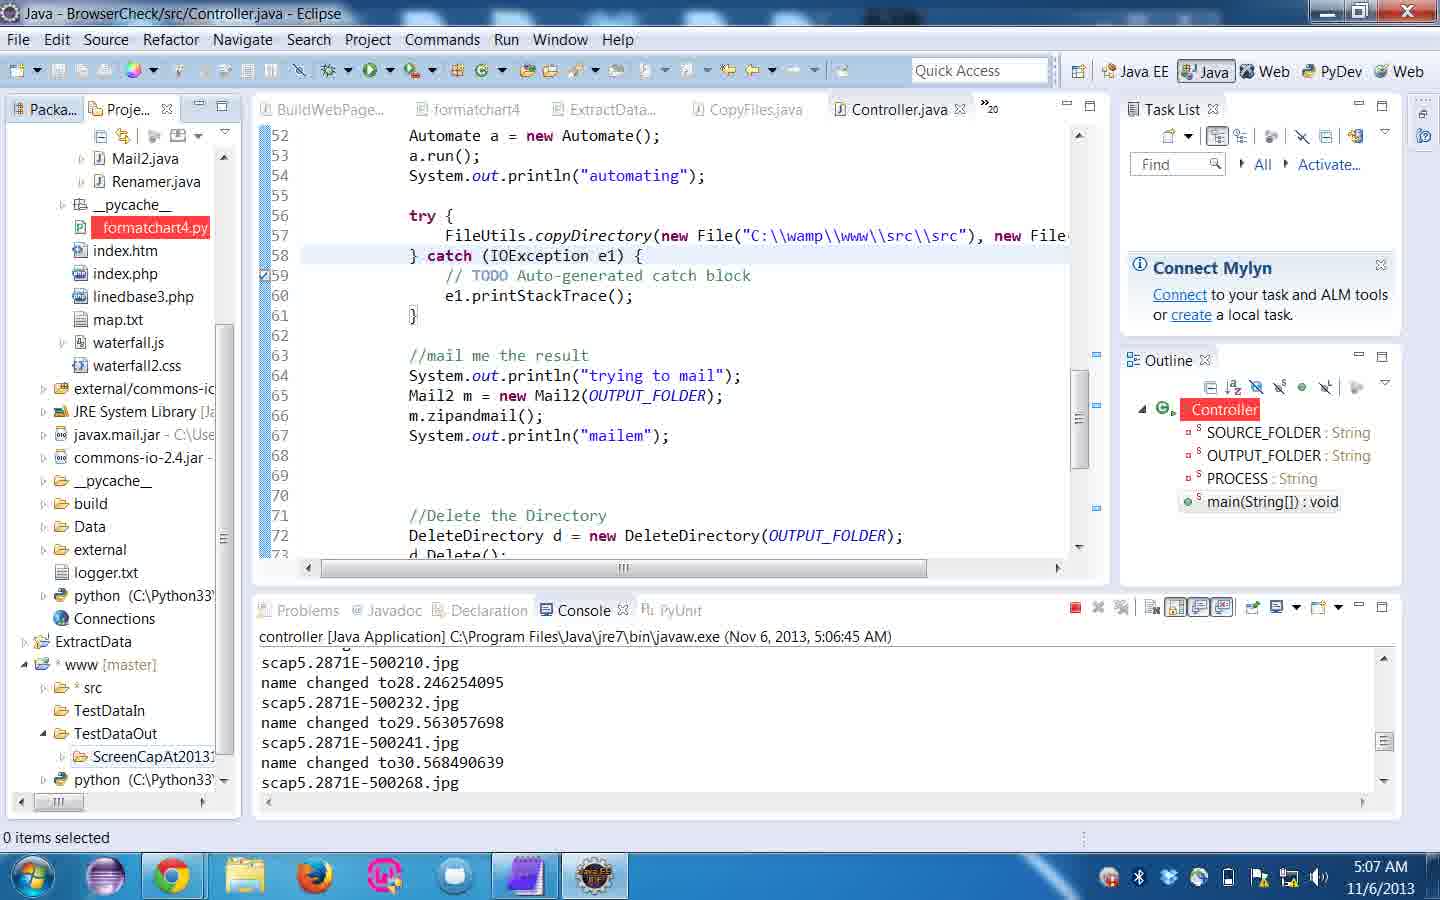 Java - BrowserCheck/src/Controller.java - Eclipse
File Edit Source Refactor Navigate Search Project Commands Run Window Help
Quick Access
Java EE Java Web PyDev Web
Packa... Proje...
Mail2.java
Renamer.java
__pycache__
formatchart4.py
index.htm
index.php
linedbase3.php
map.txt
waterfall.js
waterfall2.css
external/commons-io
JRE System Library
javax.mail.jar - C:\Use
commons-io-2.4.jar -
__pycache__
build
Data
external
logger.txt
python (C:\Python33\
Connections
ExtractData
* www [master]
* src
TestDataIn
TestDataOut
ScreenCapAt20131
python (C:\Python33\
BuildWebPage... formatchart4 ExtractData... CopyFiles.java Controller.java »20
52 Automate a = new Automate();
53 a.run();
54 System.out.println("automating");
55
56 try {
57 FileUtils.copyDirectory(new File("C:\\wamp\\www\\src\\src"), new File(
58 } catch (IOException e1) {
59 // TODO Auto-generated catch block
60 e1.printStackTrace();
61 }
62
63 //mail me the result
64 System.out.println("trying to mail");
65 Mail2 m = new Mail2(OUTPUT_FOLDER);
66 m.zipandmail();
67 System.out.println("mailem");
68
69
70
71 //Delete the Directory
72 DeleteDirectory d = new DeleteDirectory(OUTPUT_FOLDER);
73 d.Delete();
Task List
Find All Activate...
Connect Mylyn
Connect to your task and ALM tools
or create a local task.
Outline
Controller
SOURCE_FOLDER : String
OUTPUT_FOLDER : String
PROCESS : String
main(String[]) : void
Problems @ Javadoc Declaration Console PyUnit
controller [Java Application] C:\Program Files\Java\jre7\bin\javaw.exe (Nov 6, 2013, 5:06:45 AM)
scap5.2871E-500210.jpg
name changed to28.246254095
scap5.2871E-500232.jpg
name changed to29.563057698
scap5.2871E-500241.jpg
name changed to30.568490639
scap5.2871E-500268.jpg
0 items selected
5:07 AM
11/6/2013